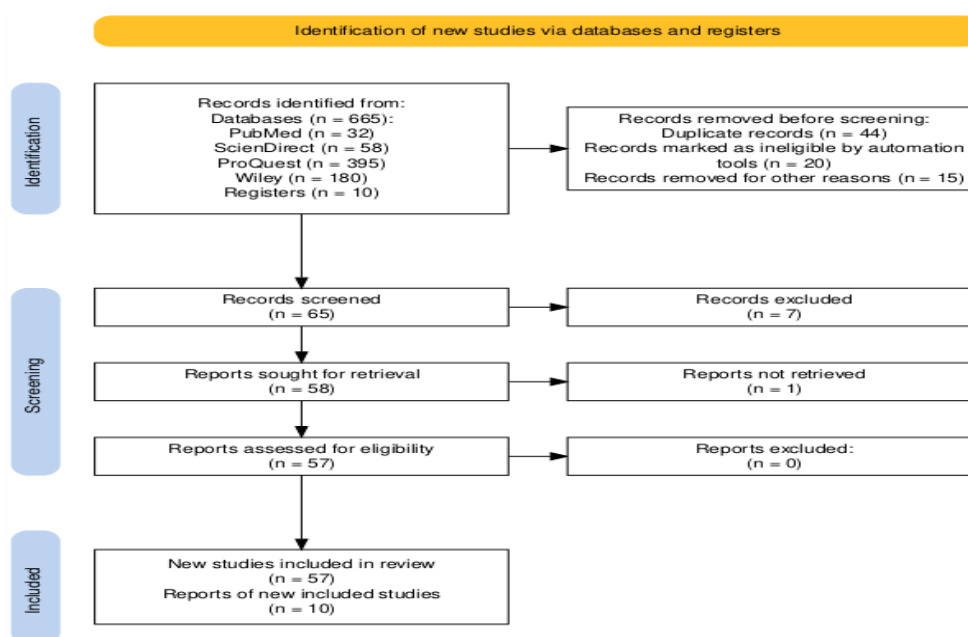 Identification of new studies via databases and registers
Identification
Records identified from:
Databases (n = 665):
PubMed (n = 32)
ScienDirect (n = 58)
ProQuest (n = 395)
Wiley (n = 180)
Registers (n = 10)
Records removed before screening:
Duplicate records (n = 44)
Records marked as ineligible by automation
tools (n = 20)
Records removed for other reasons (n = 15)
Screening
Records screened
(n = 65)
Records excluded
(n = 7)
Reports sought for retrieval
(n = 58)
Reports not retrieved
(n = 1)
Reports assessed for eligibility
(n = 57)
Reports excluded:
(n = 0)
Included
New studies included in review
(n = 57)
Reports of new included studies
(n = 10)